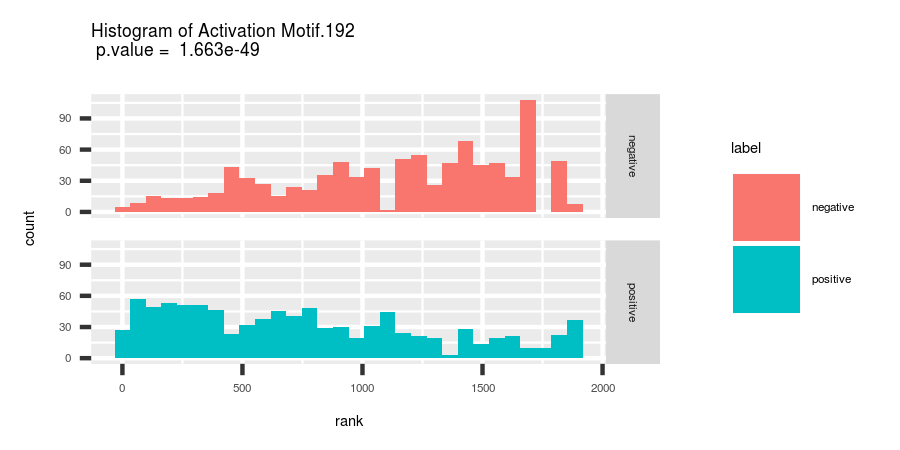 Histogram of Activation Motif.192
p.value =  1.663e-49
count
90
60
30
0
negative
90
60
30
0
positive
0 500 1000 1500 2000
rank
label
negative
positive